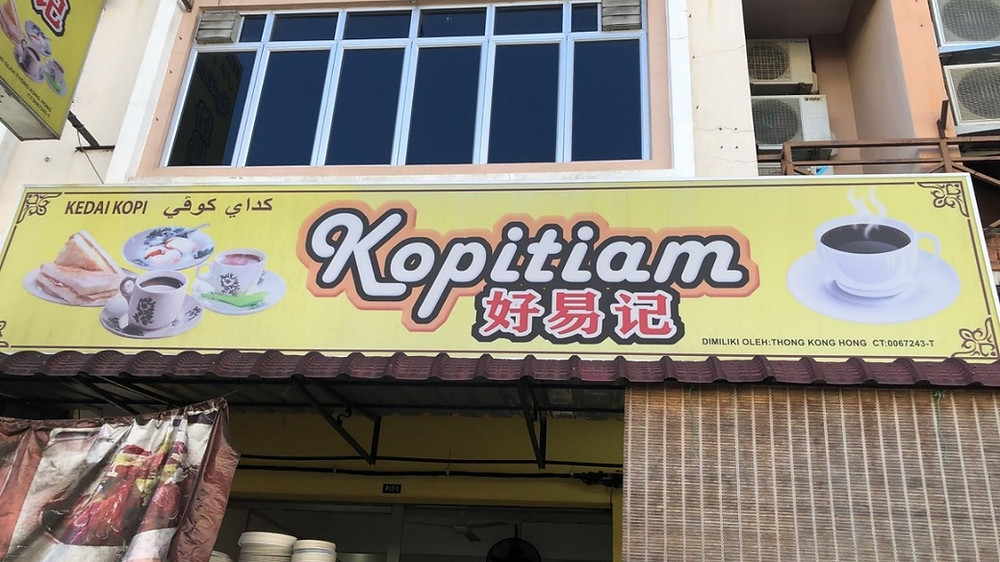 KEDAI KOPI كداي كوڤي
Kopitiam
好易记
DIMILIKI OLEH:THONG KONG HONG CT:0067243-T